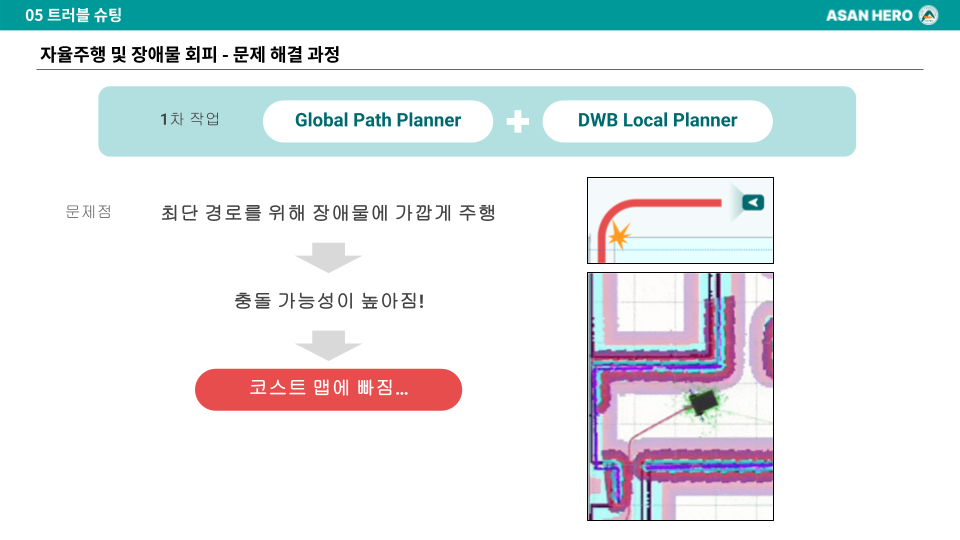 05 트러블 슈팅
ASAN HERO
자율주행 및 장애물 회피 - 문제 해결 과정
1차 작업
Global Path Planner
DWB Local Planner
문제점
최단 경로를 위해 장애물에 가깝게 주행
충돌 가능성이 높아짐!
코스트 맵에 빠짐...